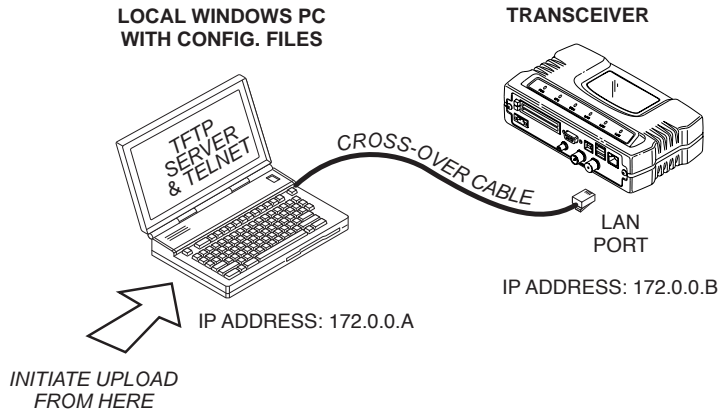 LOCAL WINDOWS PC
WITH CONFIG. FILES
TRANSCEIVER
TFTP
SERVER
& TELNET
CROSS-OVER CABLE
LAN
PORT
IP ADDRESS: 172.0.0.B
IP ADDRESS: 172.0.0.A
INITIATE UPLOAD
FROM HERE